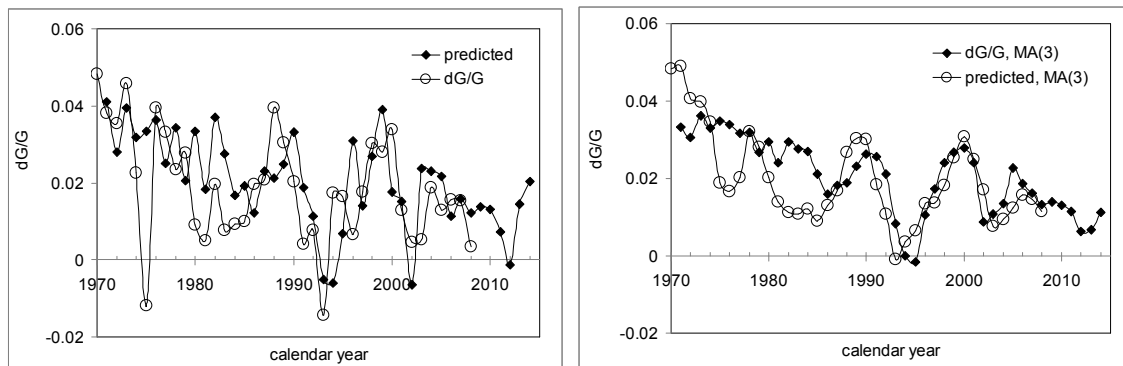 0.06
0.04
0.02
0
-0.02
dG/G
1970
1980
1990
2000
2010
calendar year
predicted
dG/G
0.06
0.04
0.02
0.00
-0.02
dG/G
1970
1980
1990
2000
2010
calendar year
dG/G, MA(3)
predicted, MA(3)